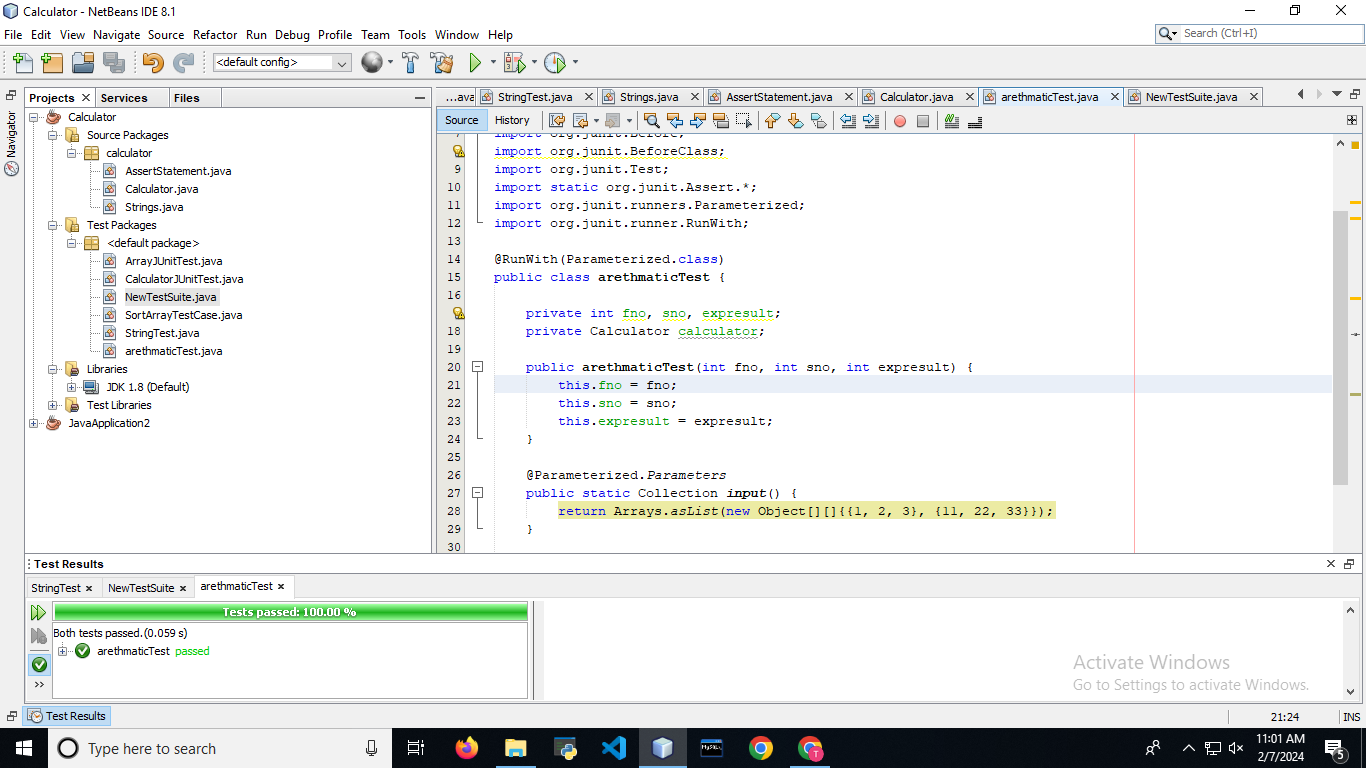 Calculator - NetBeans IDE 8.1
File Edit View Navigate Source Refactor Run Debug Profile Team Tools Window Help
Search (Ctrl+I)
<default config>
Projects Services Files
Navigator
Calculator
Source Packages
calculator
AssertStatement.java
Calculator.java
Strings.java
Test Packages
<default package>
ArrayJUnitTest.java
CalculatorJUnitTest.java
NewTestSuite.java
SortArrayTestCase.java
StringTest.java
arethmaticTest.java
Libraries
JDK 1.8 (Default)
Test Libraries
JavaApplication2
...ava StringTest.java Strings.java AssertStatement.java Calculator.java arethmaticTest.java NewTestSuite.java
Source History
7 import org.junit.Before;
import org.junit.BeforeClass;
9 import org.junit.Test;
10 import static org.junit.Assert.*;
11 import org.junit.runners.Parameterized;
12 import org.junit.runner.RunWith;
13
14 @RunWith(Parameterized.class)
15 public class arethmaticTest {
16
private int fno, sno, expresult;
18 private Calculator calculator;
19
20 public arethmaticTest(int fno, int sno, int expresult) {
21 this.fno = fno;
22 this.sno = sno;
23 this.expresult = expresult;
24 }
25
26 @Parameterized.Parameters
27 public static Collection input() {
28 return Arrays.asList(new Object[][]{{1, 2, 3}, {11, 22, 33}});
29 }
30
Test Results
StringTest NewTestSuite arethmaticTest
Tests passed: 100.00 %
Both tests passed.(0.059 s)
arethmaticTest passed
Activate Windows
Go to Settings to activate Windows.
Test Results
21:24 INS
Type here to search
MySQL
T
11:01 AM
2/7/2024
5